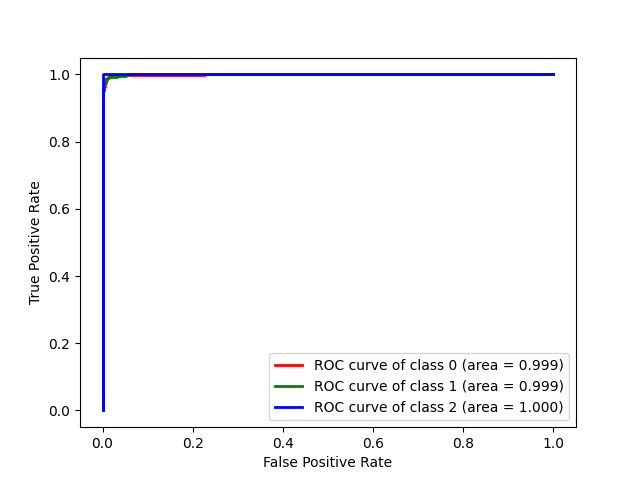 1.0
0.8
0.6
0.4
0.2
0.0
True Positive Rate
ROC curve of class 0 (area = 0.999)
ROC curve of class 1 (area = 0.999)
ROC curve of class 2 (area = 1.000)
0.0 0.2 0.4 0.6 0.8 1.0
False Positive Rate